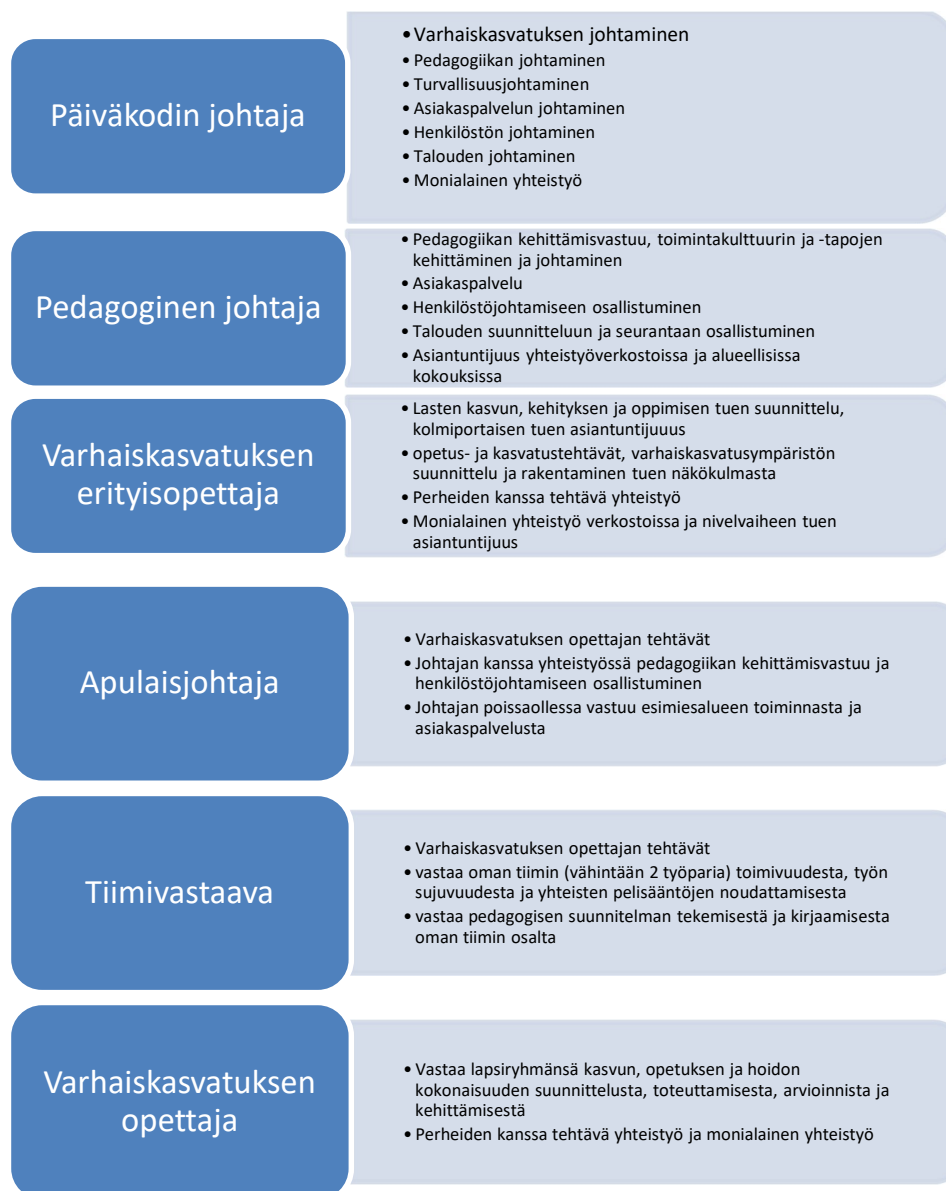 Päiväkodin johtaja
• Varhaiskasvatuksen johtaminen
• Pedagogiikan johtaminen
• Turvallisuusjohtaminen
• Asiakaspalvelun johtaminen
• Henkilöstön johtaminen
• Talouden johtaminen
• Monialainen yhteistyö
Pedagoginen johtaja
• Pedagogiikan kehittämisvastuu, toimintakulttuurin ja -tapojen
kehittäminen ja johtaminen
• Asiakaspalvelu
• Henkilöstöjohtamiseen osallistuminen
• Talouden suunnitteluun ja seurantaan osallistuminen
• Asiantuntijuus yhteistyöverkostoissa ja alueellisissa
kokouksissa
Varhaiskasvatuksen
erityisopettaja
• Lasten kasvun, kehityksen ja oppimisen tuen suunnittelu,
kolmiportaisen tuen asiantuntijuuus
• opetus- ja kasvatustehtävät, varhaiskasvatusympäristön
suunnittelu ja rakentaminen tuen näkökulmasta
• Perheiden kanssa tehtävä yhteistyö
• Monialainen yhteistyö verkostoissa ja nivelvaiheen tuen
asiantuntijuus
Apulaisjohtaja
• Varhaiskasvatuksen opettajan tehtävät
• Johtajan kanssa yhteistyössä pedagogiikan kehittämisvastuu ja
henkilöstöjohtamiseen osallistuminen
• Johtajan poissaollessa vastuu esimiesalueen toiminnasta ja
asiakaspalvelusta
Tiimivastaava
• Varhaiskasvatuksen opettajan tehtävät
• vastaa oman tiimin (vähintään 2 työparia) toimivuudesta, työn
sujuvuudesta ja yhteisten pelisääntöjen noudattamisesta
• vastaa pedagogisen suunnitelman tekemisestä ja kirjaamisesta
oman tiimin osalta
Varhaiskasvatuksen
opettaja
• Vastaa lapsiryhmänsä kasvun, opetuksen ja hoidon
kokonaisuuden suunnittelusta, toteuttamisesta, arvioinnista ja
kehittämisestä
• Perheiden kanssa tehtävä yhteistyö ja monialainen yhteistyö